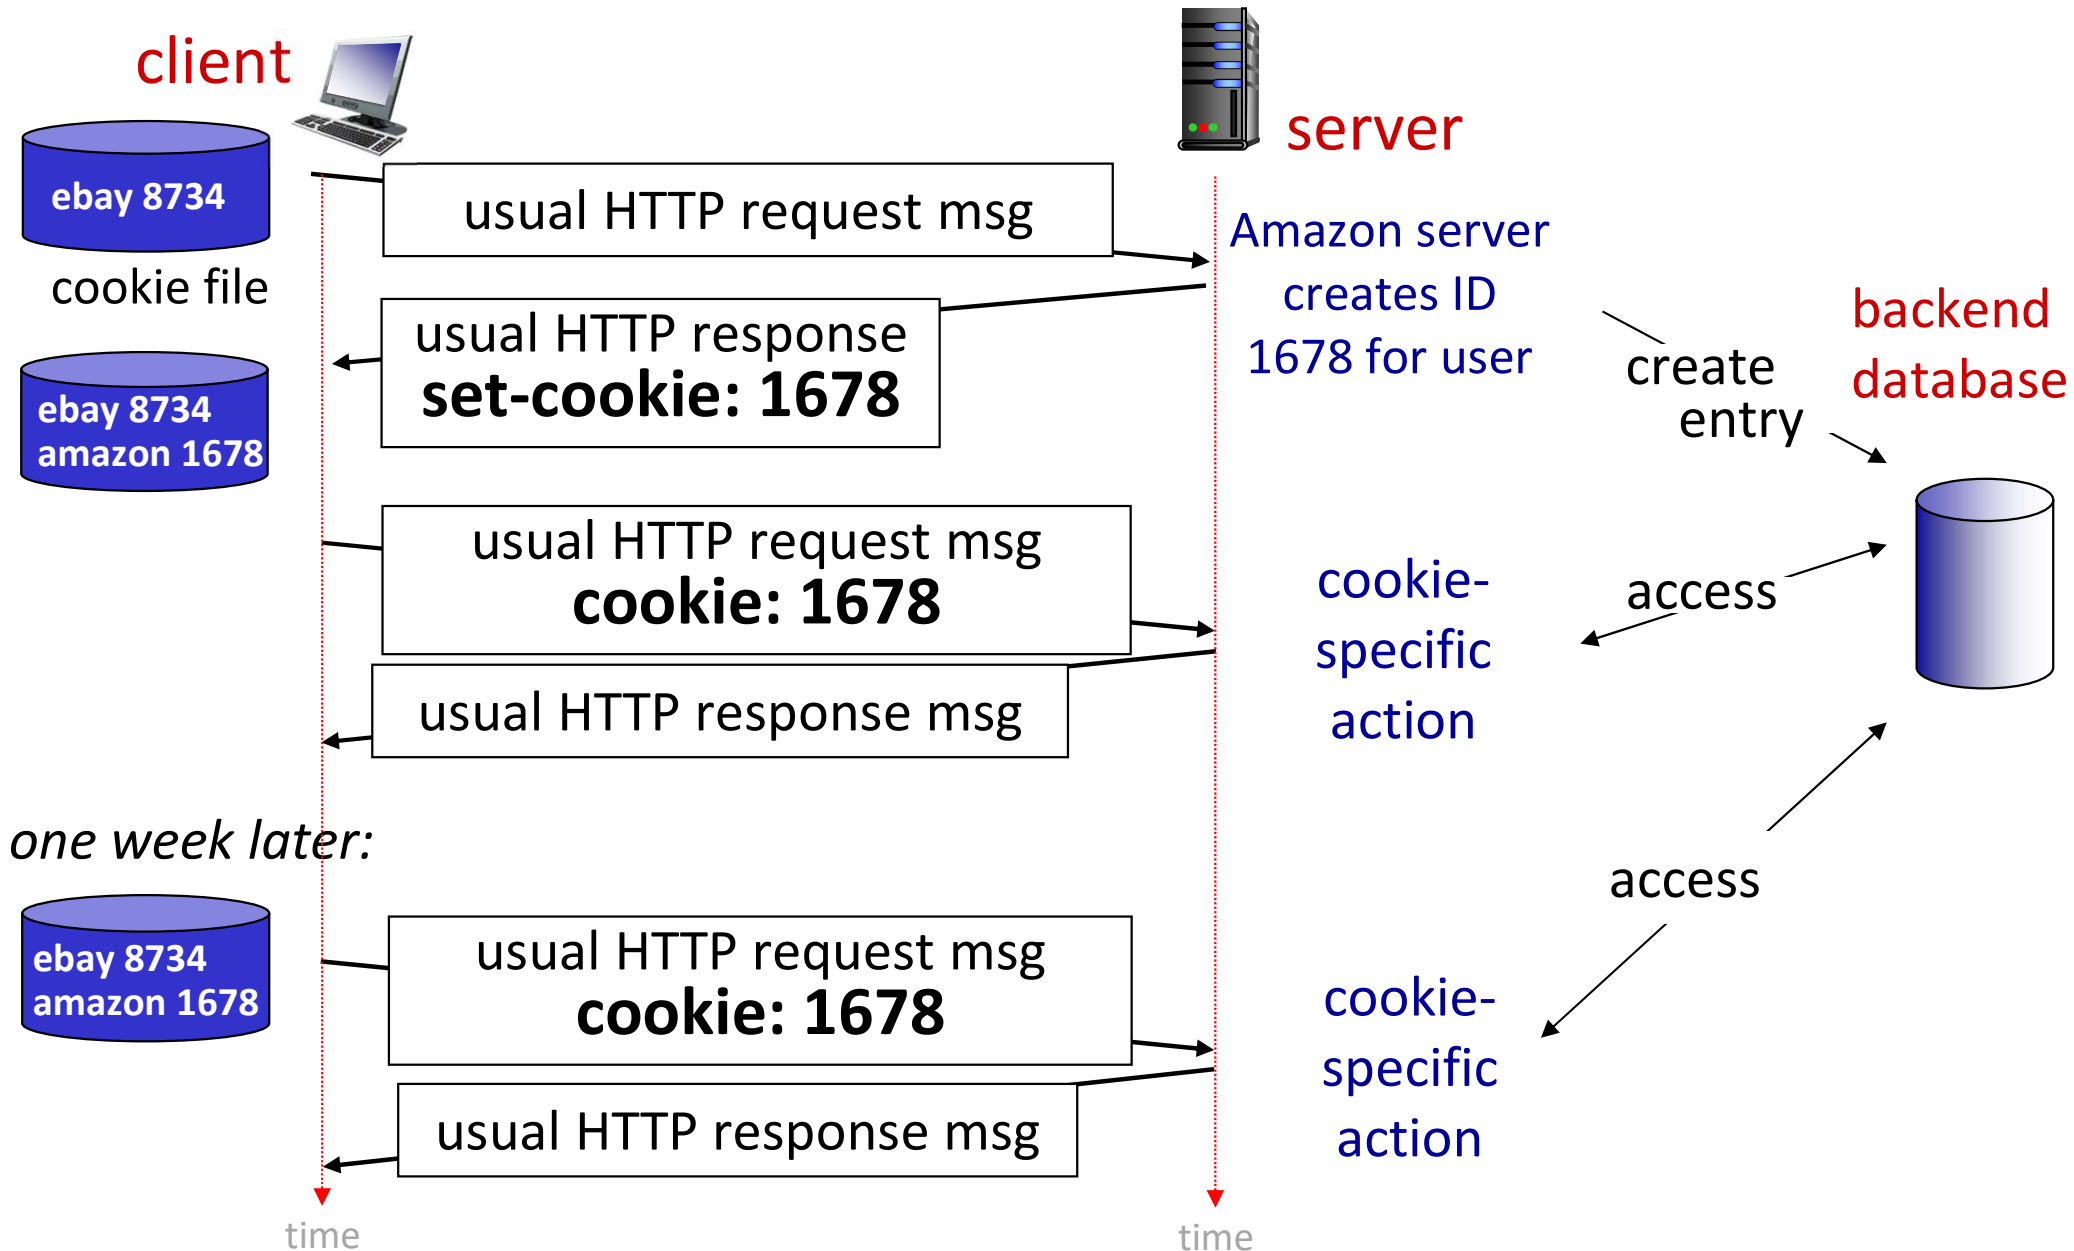 client
server
ebay 8734
cookie file
usual HTTP request msg
Amazon server
creates ID
1678 for user
usual HTTP response
set-cookie: 1678
create
entry
backend
database
ebay 8734
amazon 1678
usual HTTP request msg
cookie: 1678
cookie-
specific
action
access
usual HTTP response msg
one week later:
access
ebay 8734
amazon 1678
usual HTTP request msg
cookie: 1678
cookie-
specific
action
usual HTTP response msg
time
time